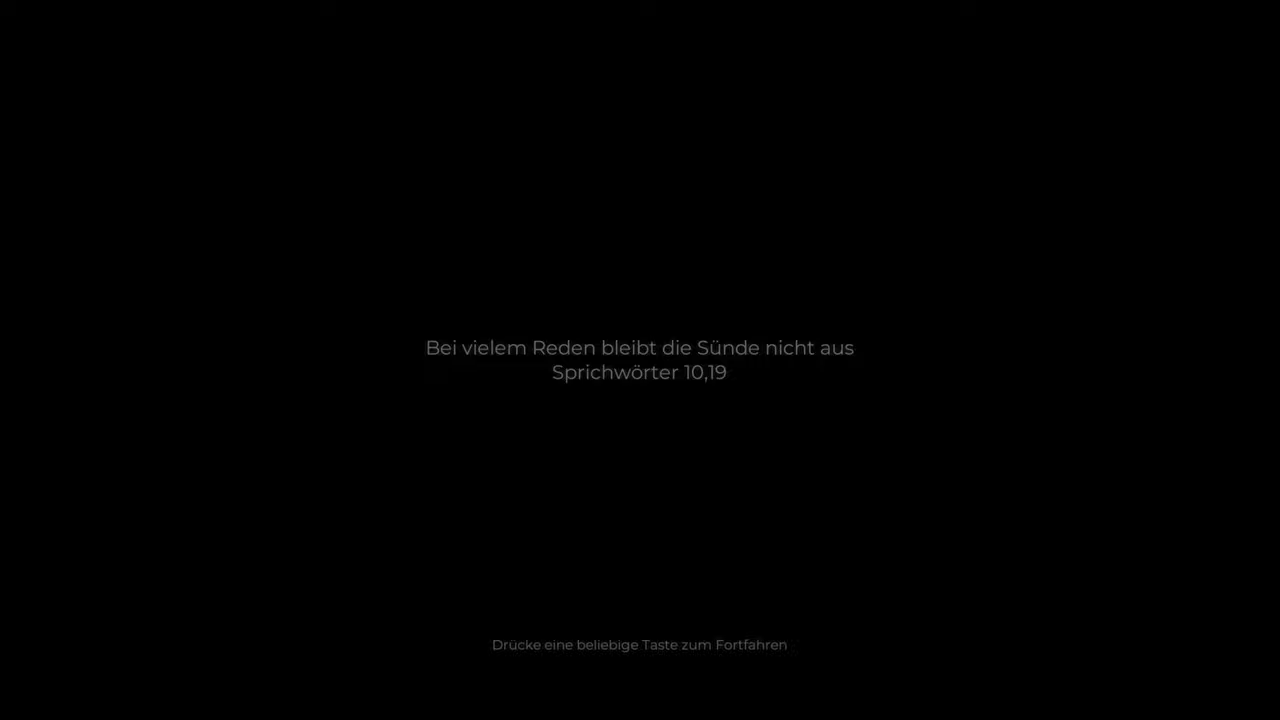 Bei vielem Reden bleibt die Sünde nicht aus
Sprichwörter 10,19
Drücke eine beliebige Taste zum Fortfahren